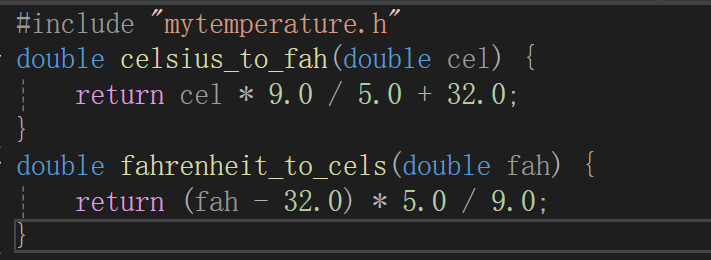 #include "mytemperature.h"
double celsius_to_fah(double cel) {
    return cel * 9.0 / 5.0 + 32.0;
}
double fahrenheit_to_cels(double fah) {
    return (fah - 32.0) * 5.0 / 9.0;
}